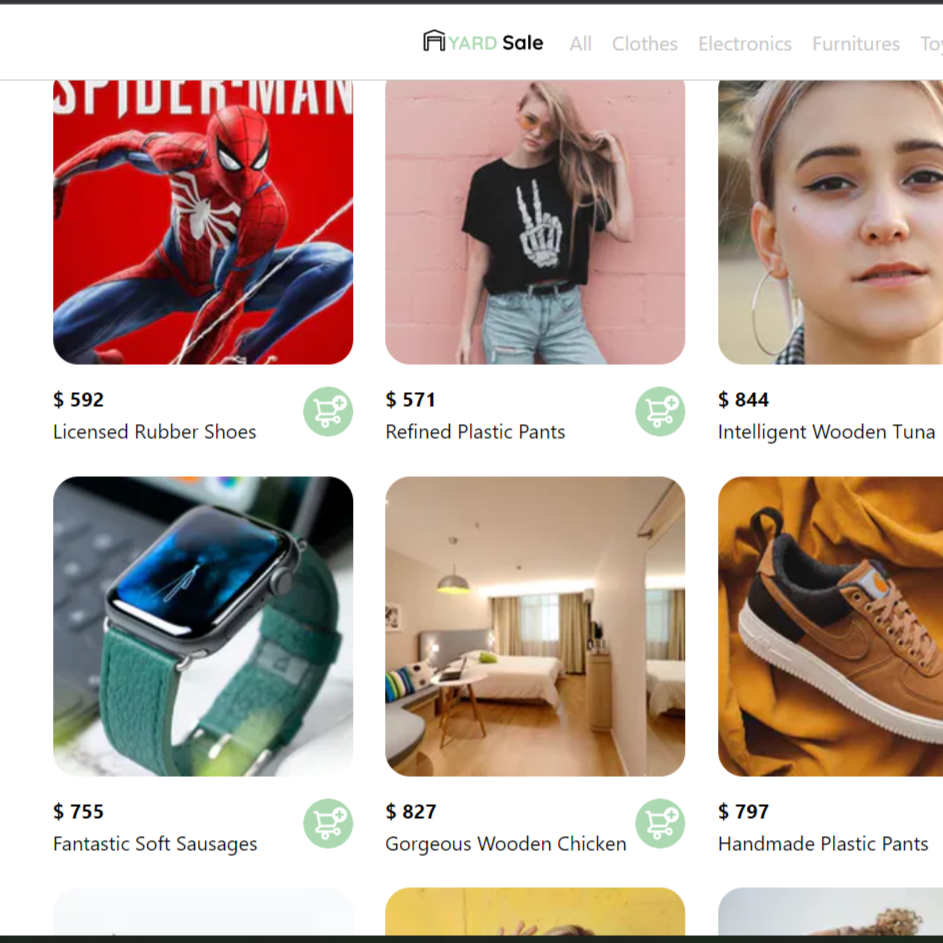 YARD Sale All Clothes Electronics Furnitures
SPIDER-MAN
$ 592
Licensed Rubber Shoes
$ 571
Refined Plastic Pants
$ 844
Intelligent Wooden Tuna
$ 755
Fantastic Soft Sausages
$ 827
Gorgeous Wooden Chicken
$ 797
Handmade Plastic Pants